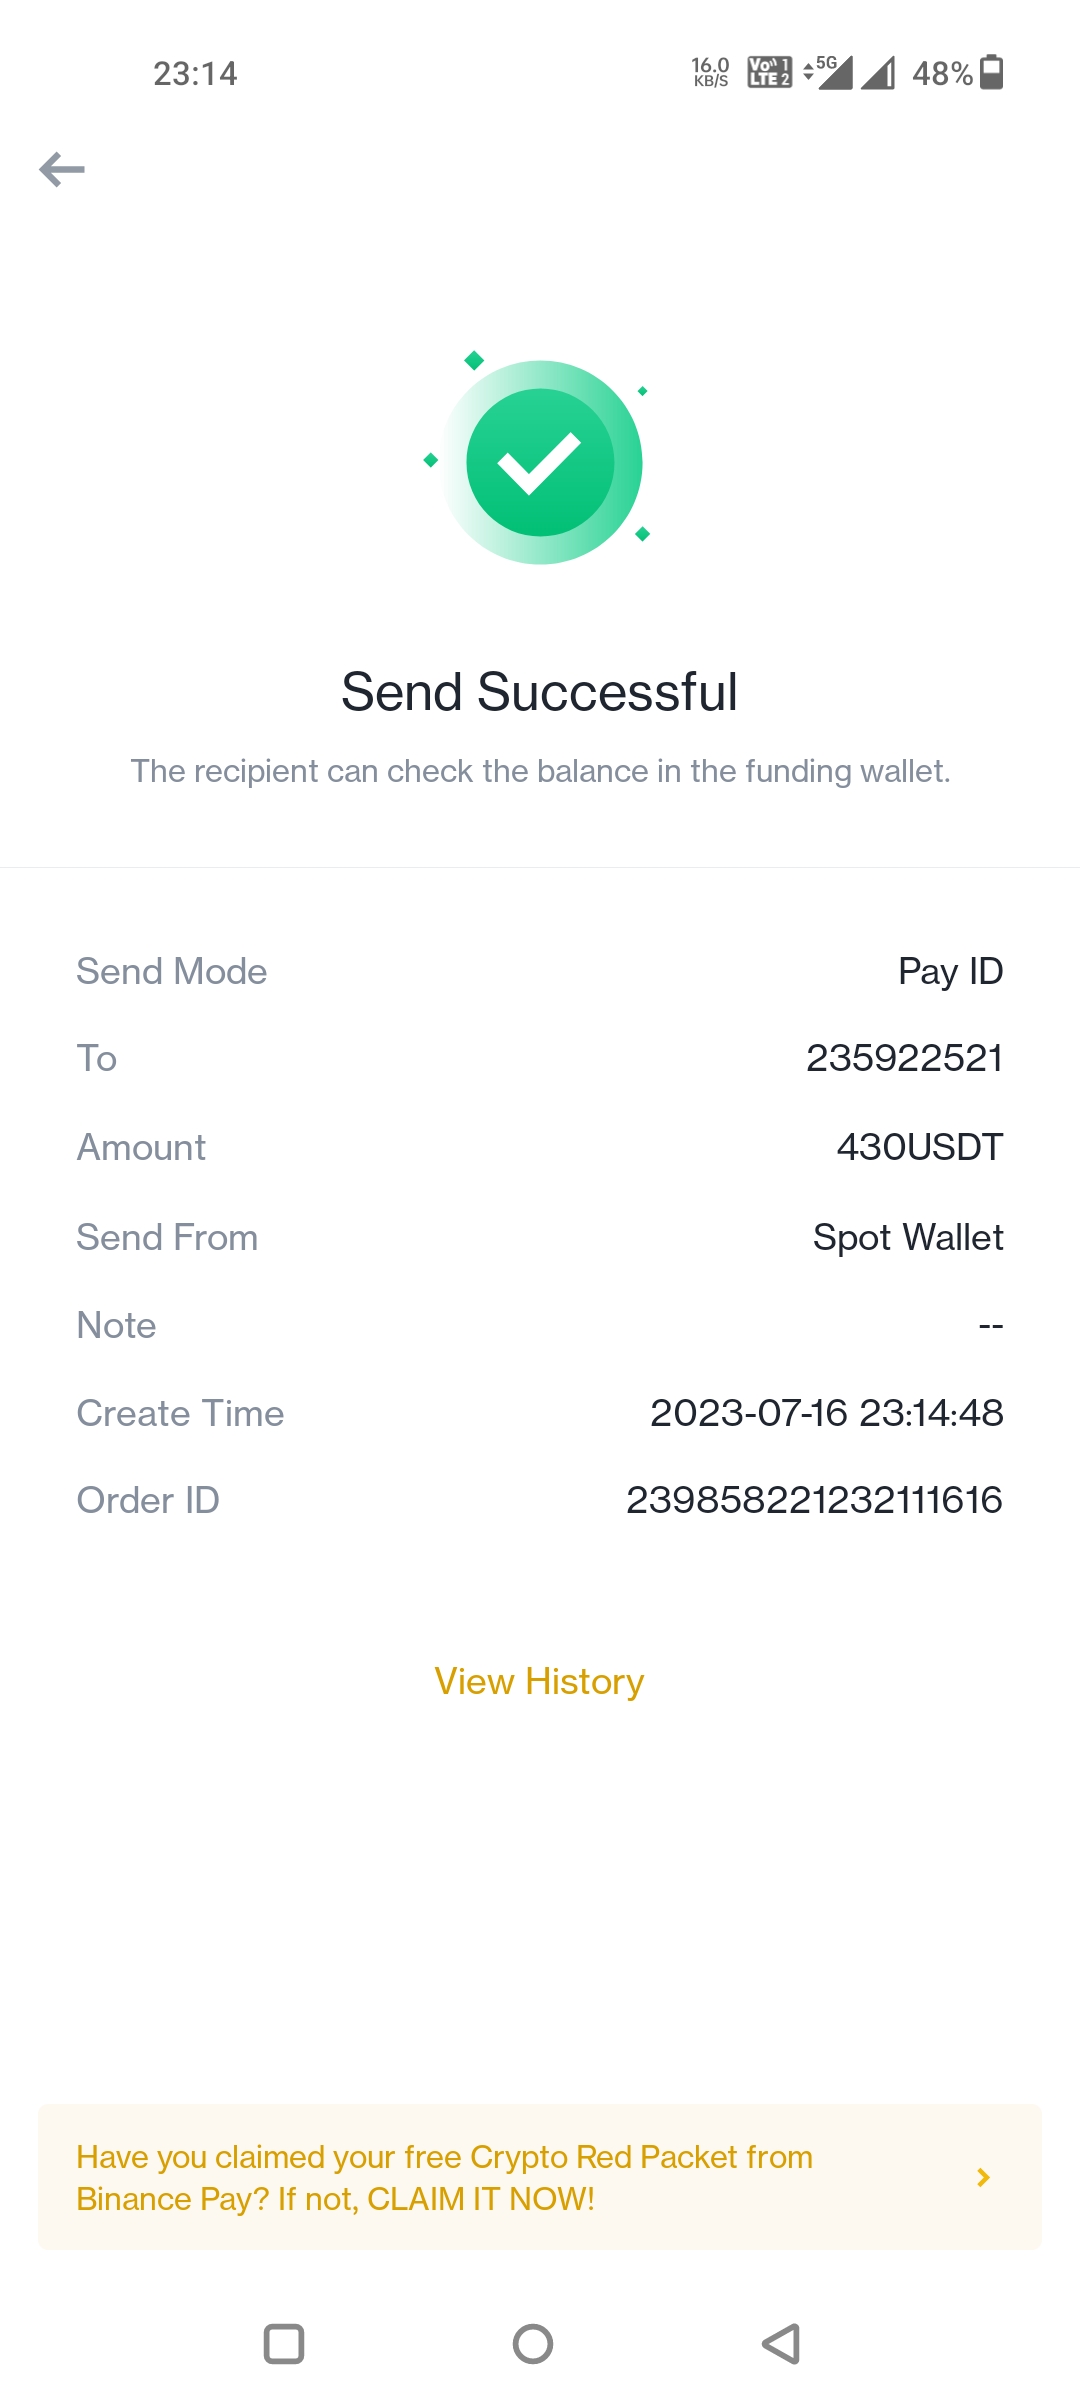 23:14
16.0 KB/S Vo)) 1 LTE 2 5G 48%
Send Successful
The recipient can check the balance in the funding wallet.
Send Mode Pay ID
To 235922521
Amount 430USDT
Send From Spot Wallet
Note --
Create Time 2023-07-16 23:14:48
Order ID 239858221232111616
View History
Have you claimed your free Crypto Red Packet from
Binance Pay? If not, CLAIM IT NOW!